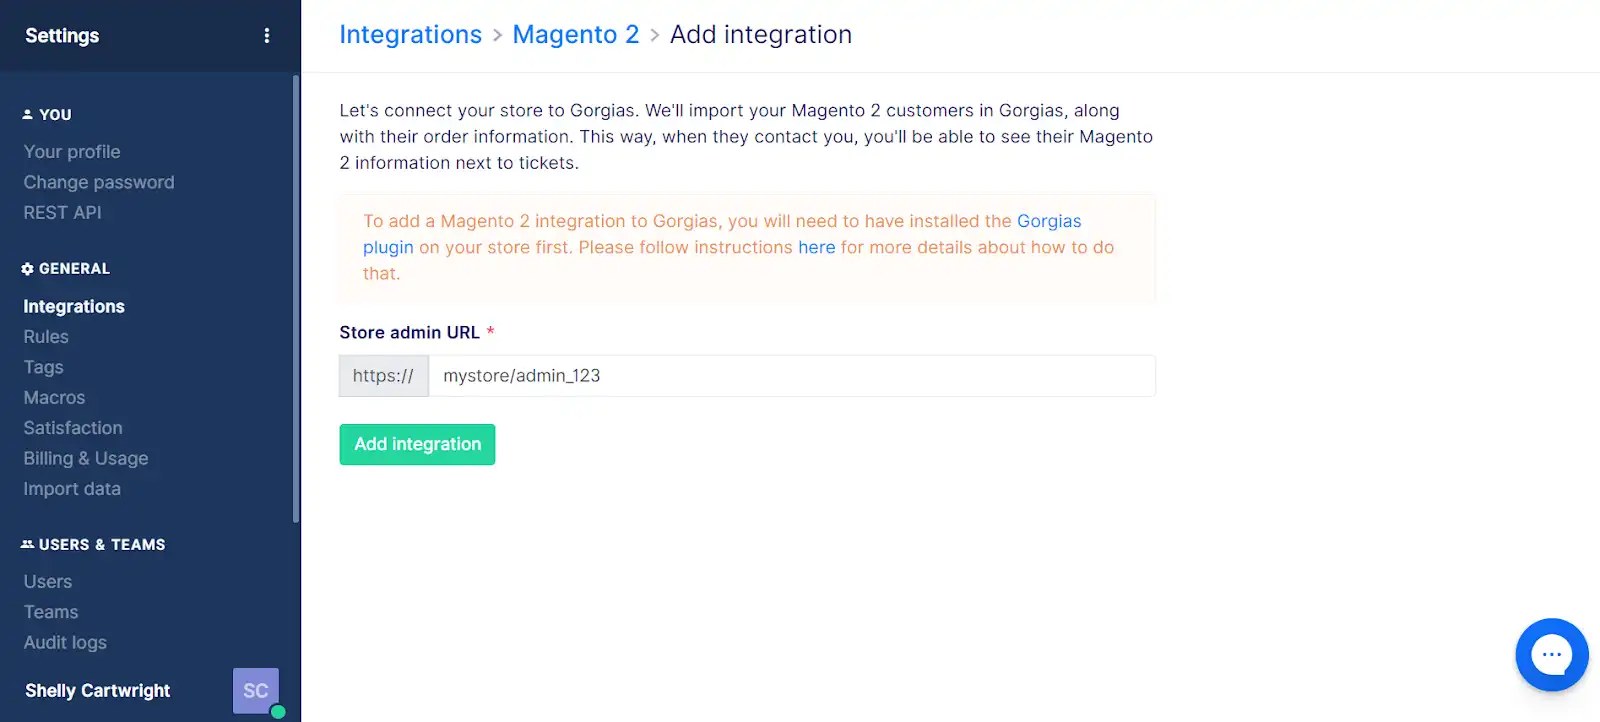 Settings
YOU
Your profile
Change password
REST API
GENERAL
Integrations
Rules
Tags
Macros
Satisfaction
Billing & Usage
Import data
USERS & TEAMS
Users
Teams
Audit logs
Shelly Cartwright
SC
Integrations > Magento 2 > Add integration
Let's connect your store to Gorgias. We'll import your Magento 2 customers in Gorgias, along
with their order information. This way, when they contact you, you'll be able to see their Magento
2 information next to tickets.
To add a Magento 2 integration to Gorgias, you will need to have installed the Gorgias
plugin on your store first. Please follow instructions here for more details about how to do
that.
Store admin URL *
https:// mystore/admin_123
Add integration